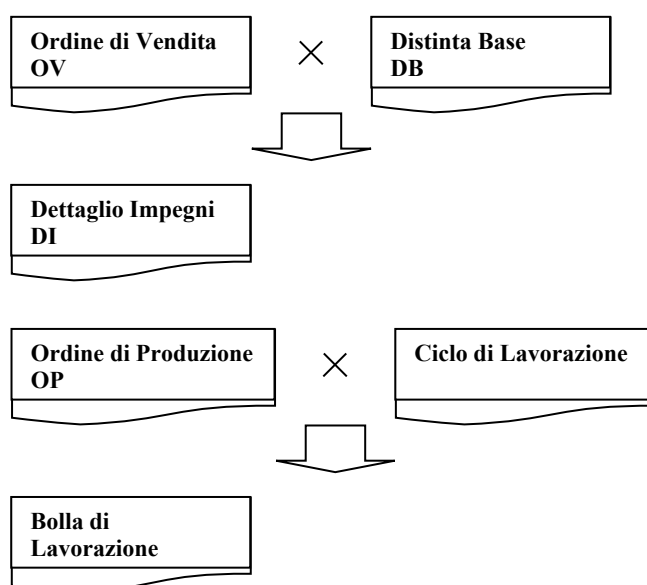 Ordine di Vendita
OV
×
Distinta Base
DB
Dettaglio Impegni
DI
Ordine di Produzione
OP
×
Ciclo di Lavorazione
Bolla di
Lavorazione